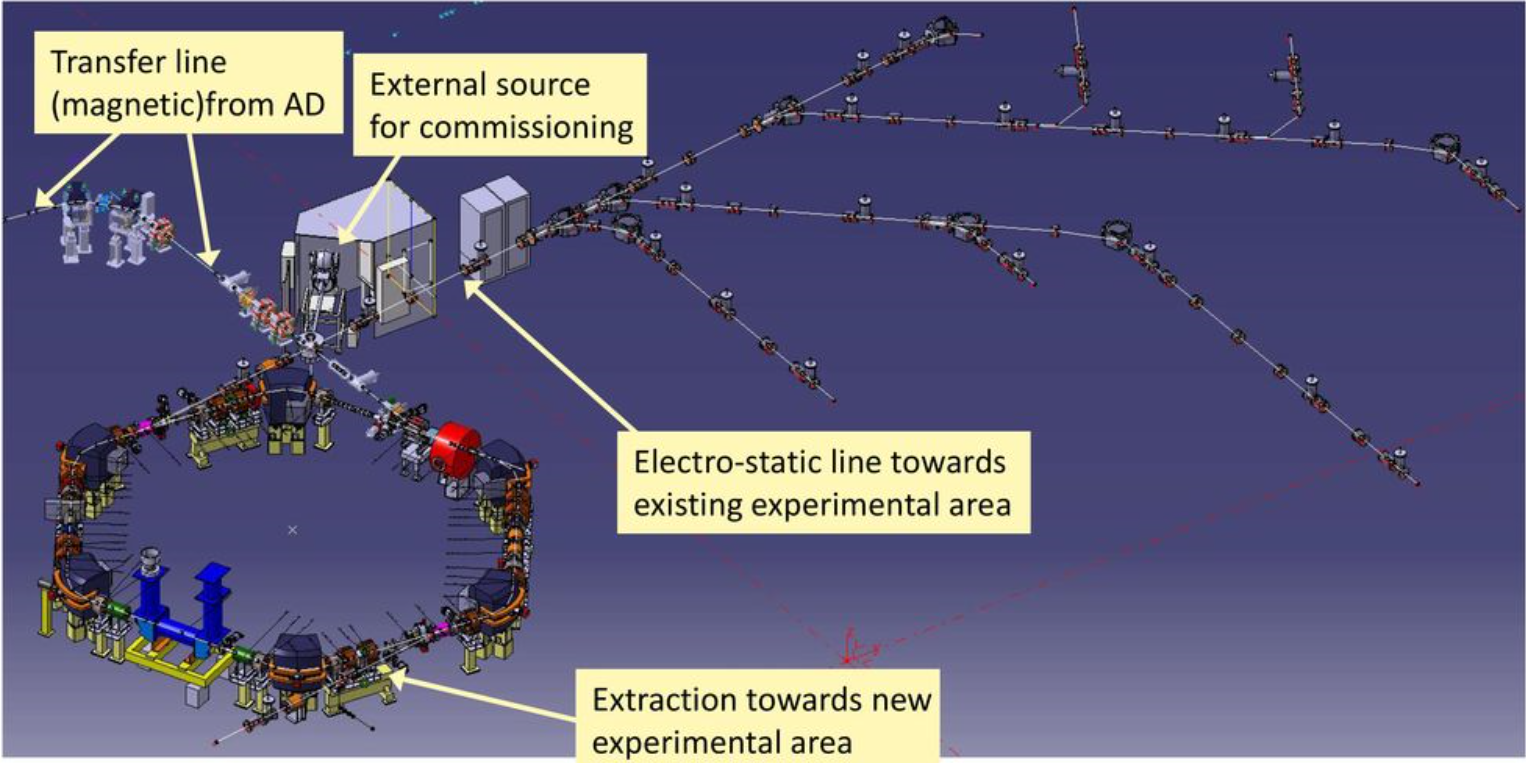 Transfer line
(magnetic)from AD
External source
for commissioning
Electro-static line towards
existing experimental area
Extraction towards new
experimental area